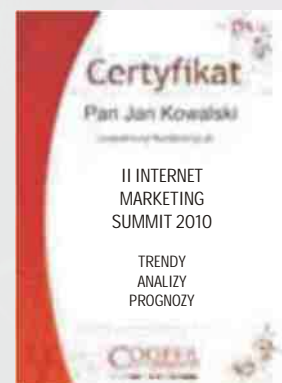 Certyfikat
Pan Jan Kowalski
II INTERNET
MARKETING
SUMMIT 2010
TRENDY
ANALIZY
PROGNOZY